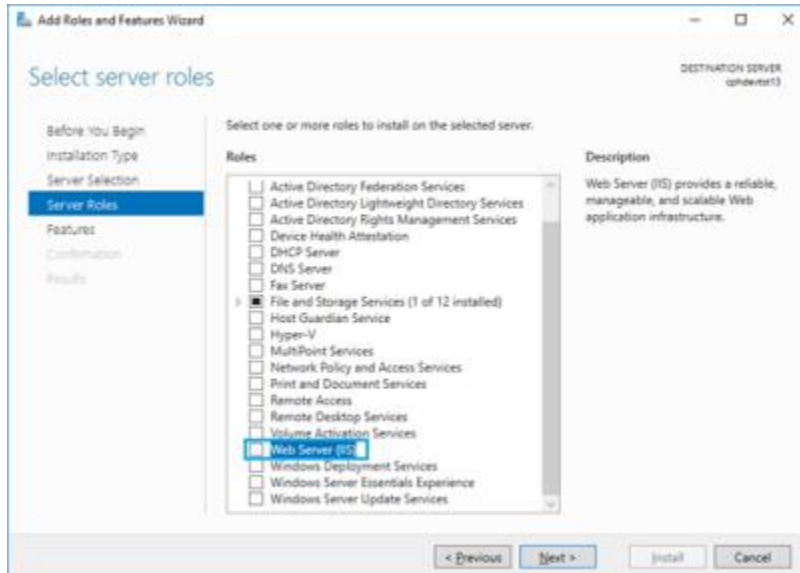 Add Roles and Features Wizard
Select server roles
DESTINATION SERVER
Before You Begin
Installation Type
Server Selection
Server Roles
Features
Confirmation
Results
Select one or more roles to install on the selected server.
Roles
Active Directory Federation Services
Active Directory Lightweight Directory Services
Active Directory Rights Management Services
Device Health Attestation
DHCP Server
DNS Server
Fax Server
File and Storage Services (1 of 12 installed)
Host Guardian Service
Hyper-V
MultiPoint Services
Network Policy and Access Services
Print and Document Services
Remote Access
Remote Desktop Services
Volume Activation Services
Web Server (IIS)
Windows Deployment Services
Windows Server Essentials Experience
Windows Server Update Services
Description
Web Server (IIS) provides a reliable,
manageable, and scalable Web
application infrastructure.
< Previous
Next >
Install
Cancel